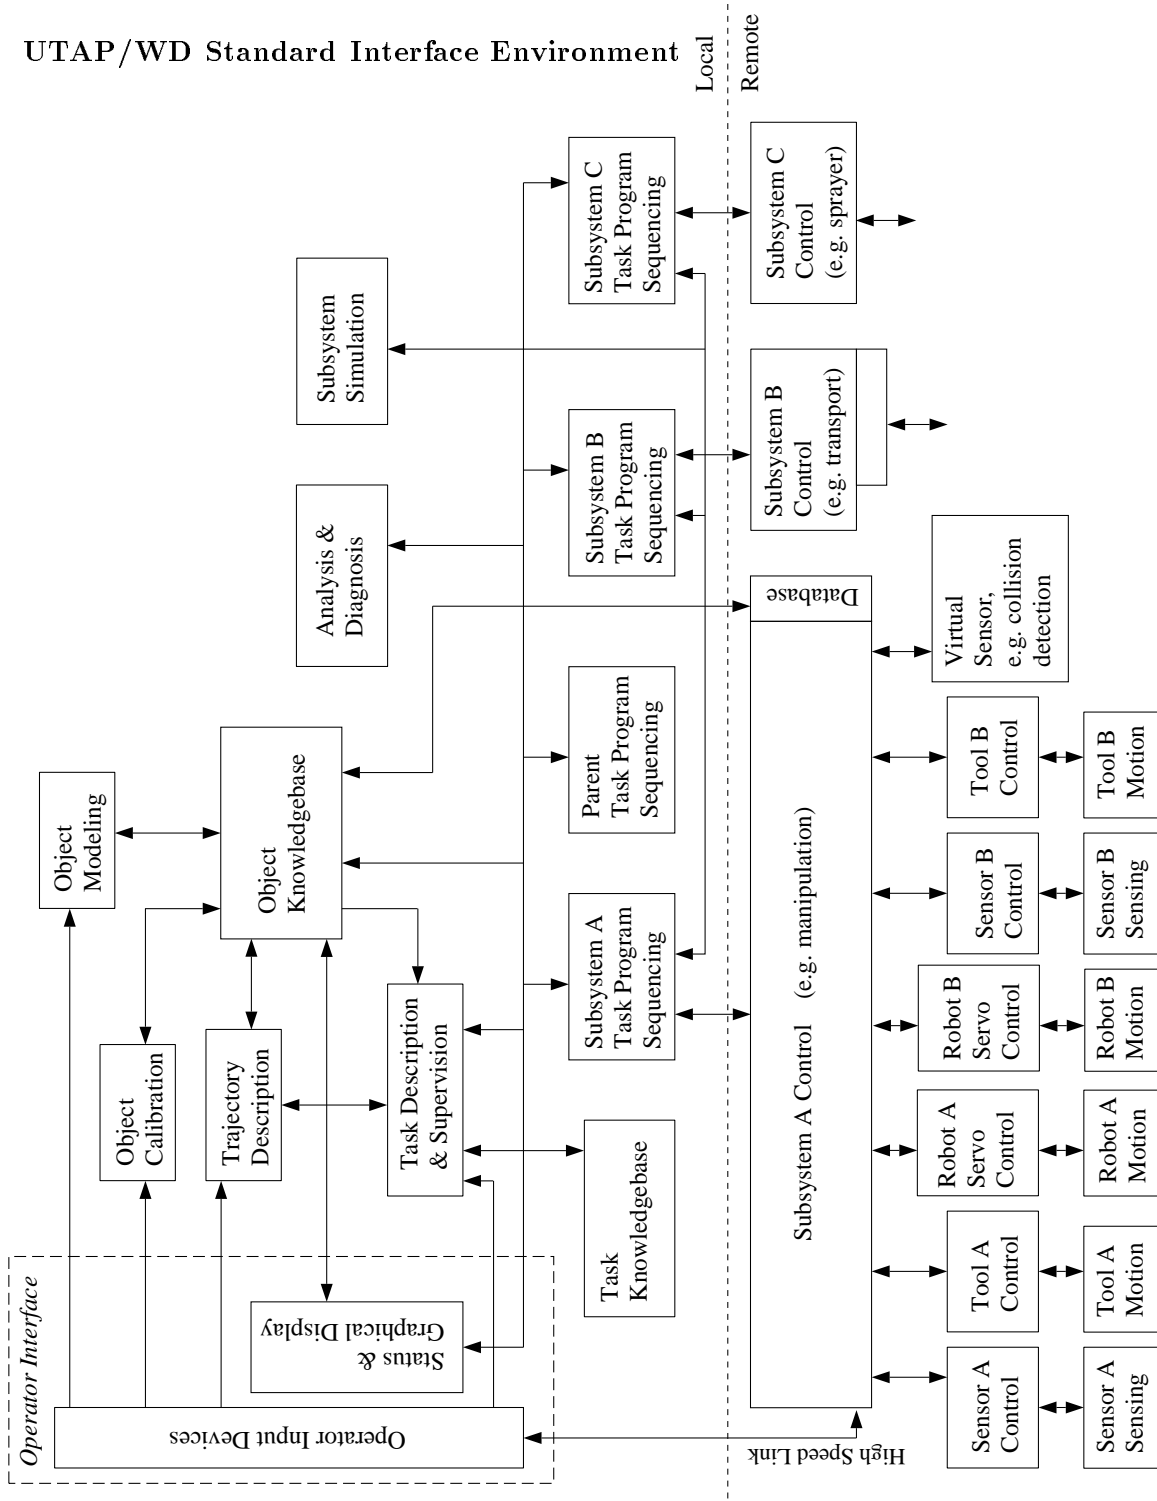 UTAP/WD Standard Interface Environment
Local
Remote
Operator Interface
Operator Input Devices
Status &
Graphical Display
Object
Modeling
Object
Calibration
Trajectory
Description
Object
Knowledgebase
Task Description
& Supervision
Task
Knowledgebase
Analysis &
Diagnosis
Subsystem
Simulation
Subsystem A
Task Program
Sequencing
Parent
Task Program
Sequencing
Subsystem B
Task Program
Sequencing
Subsystem C
Task Program
Sequencing
High Speed Link
Subsystem A Control (e.g. manipulation)
Database
Subsystem B
Control
(e.g. transport)
Subsystem C
Control
(e.g. sprayer)
Sensor A
Control
Tool A
Control
Robot A
Servo
Control
Robot B
Servo
Control
Sensor B
Control
Tool B
Control
Virtual
Sensor,
e.g. collision
detection
Sensor A
Sensing
Tool A
Motion
Robot A
Motion
Robot B
Motion
Sensor B
Sensing
Tool B
Motion